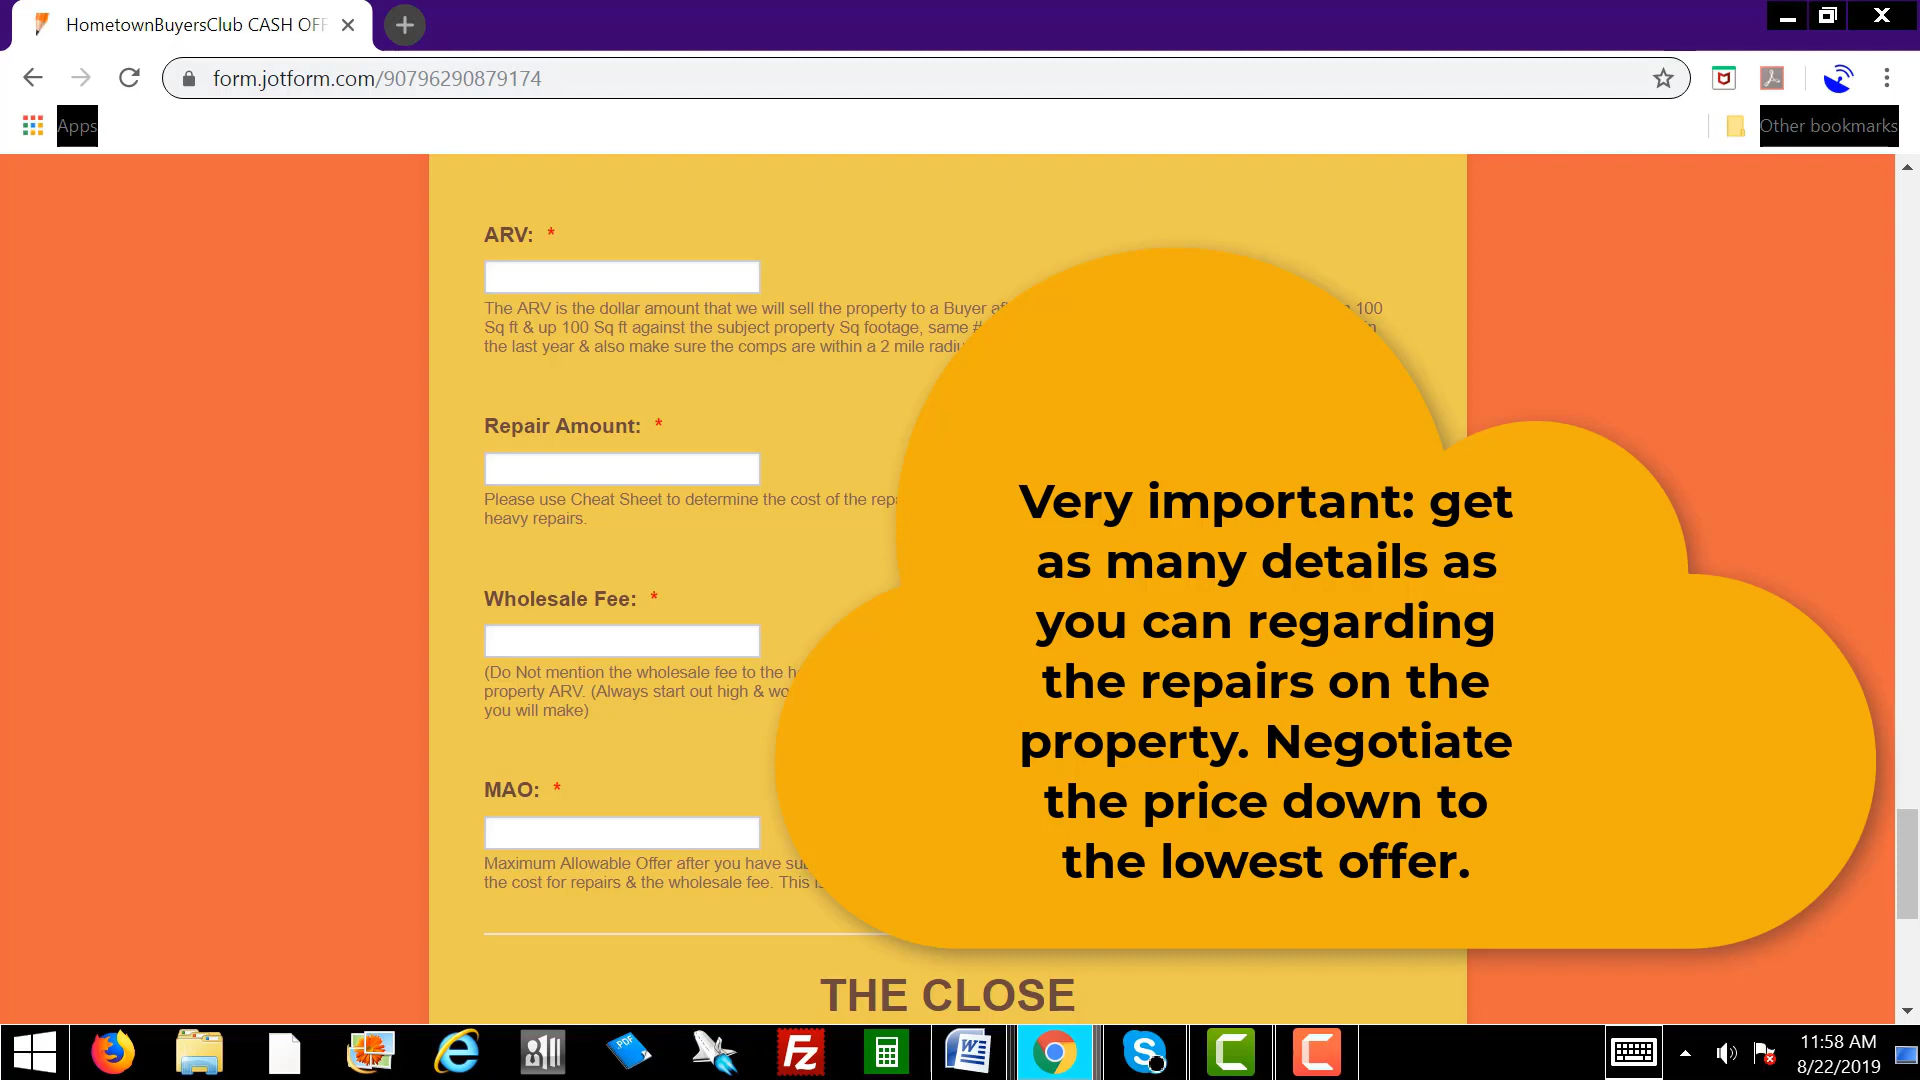 HometownBuyersClub CASH OFF
form.jotform.com/90796290879174
Apps
Other bookmarks
ARV: *
The ARV is the dollar amount that we will sell the property to a Buyer 100
Sq ft & up 100 Sq ft against the subject property Sq footage, same #
the last year & also make sure the comps are within a 2 mile
Repair Amount: *
Please use Cheat Sheet to determine the cost of the
heavy repairs.
Wholesale Fee: *
(Do Not mention the wholesale fee to the
property ARV. (Always start out high &
you will make)
MAO: *
Maximum Allowable Offer after you have
the cost for repairs & the wholesale fee. This
Very important: get
as many details as
you can regarding
the repairs on the
property. Negotiate
the price down to
the lowest offer.
THE CLOSE
PDF
Fz
W
S
C
C
11:58 AM
8/22/2019